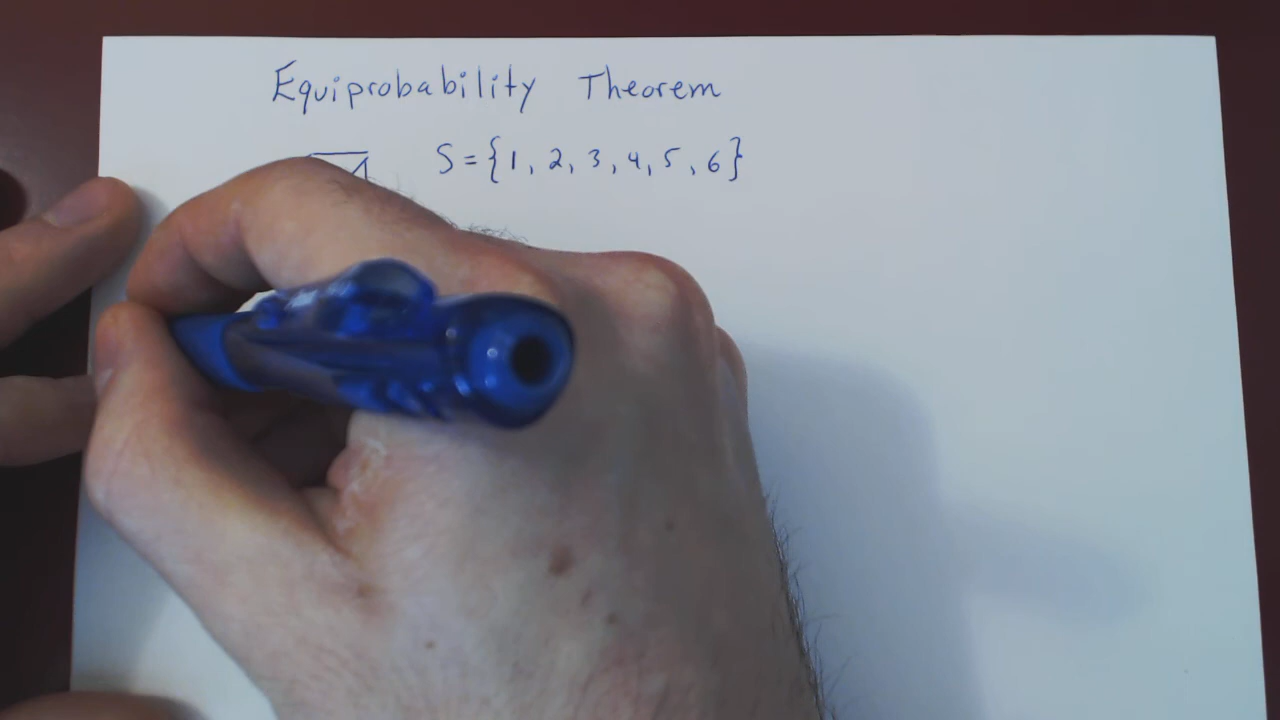 Equiprobability Theorem
S = {1, 2, 3, 4, 5, 6}